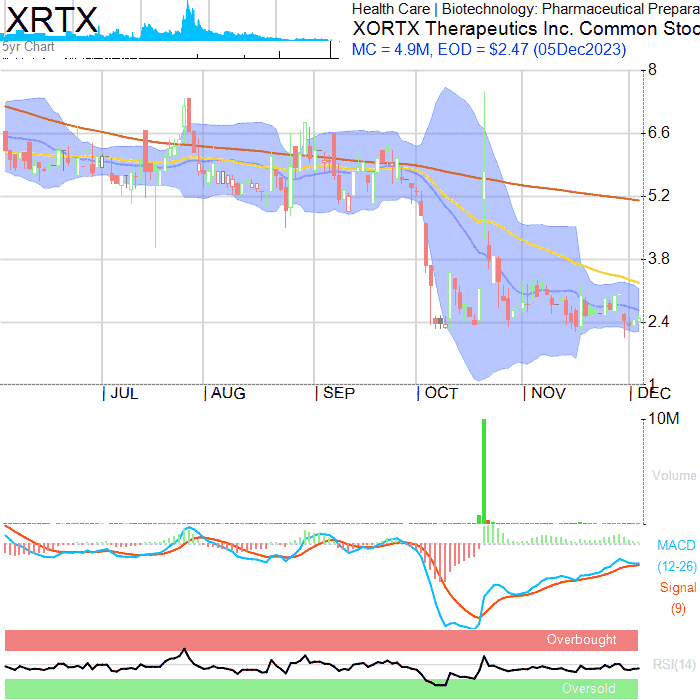 XRTX
5yr Chart
Health Care | Biotechnology: Pharmaceutical Prepara
XORTX Therapeutics Inc. Common Stoc
MC = 4.9M, EOD = $2.47 (05Dec2023)
8
6.6
5.2
3.8
2.4
1
JUL AUG SEP OCT NOV DEC
10M
Volume
MACD
(12-26)
Signal
(9)
Overbought
RSI(14)
Oversold